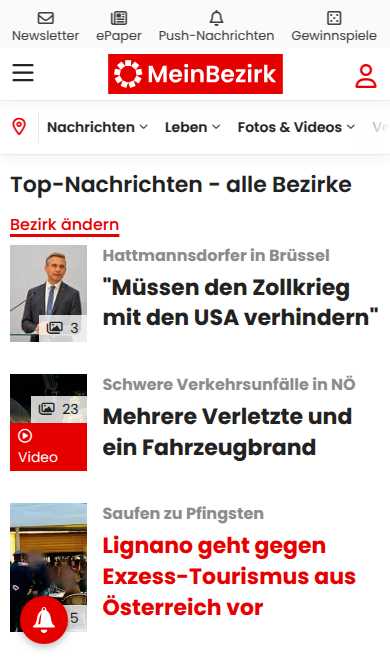 Newsletter
ePaper
Push-Nachrichten
Gewinnspiele
MeinBezirk
Nachrichten
Leben
Fotos & Videos
Top-Nachrichten - alle Bezirke
Bezirk ändern
Hattmannsdorfer in Brüssel
"Müssen den Zollkrieg
mit den USA verhindern"
3
Schwere Verkehrsunfälle in NÖ
Mehrere Verletzte und
ein Fahrzeugbrand
23
Video
Saufen zu Pfingsten
Lignano geht gegen
Exzess-Tourismus aus
Österreich vor
5